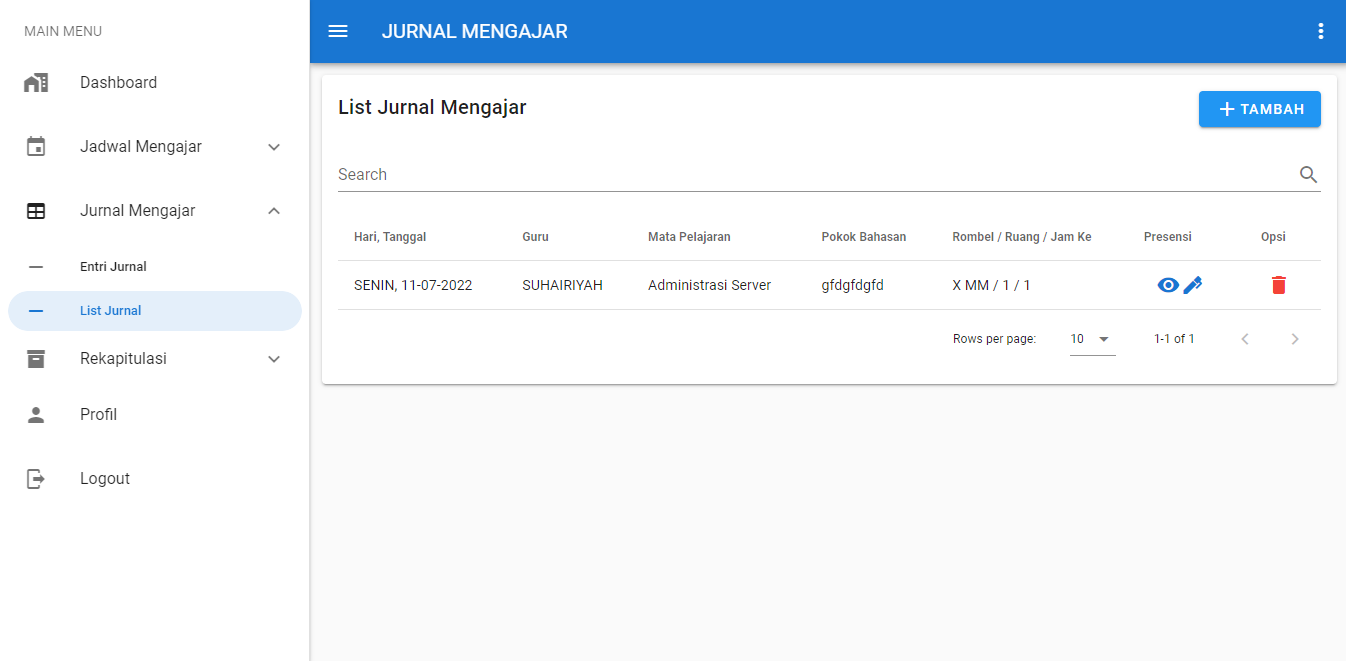 MAIN MENU
Dashboard
Jadwal Mengajar
Jurnal Mengajar
Entri Jurnal
List Jurnal
Rekapitulasi
Profil
Logout
JURNAL MENGAJAR
List Jurnal Mengajar
TAMBAH
Search
Hari, Tanggal Guru Mata Pelajaran Pokok Bahasan Rombel / Ruang / Jam Ke Presensi Opsi
SENIN, 11-07-2022 SUHAIRIYAH Administrasi Server gfdgfdgfd X MM / 1 / 1
Rows per page: 10 1-1 of 1